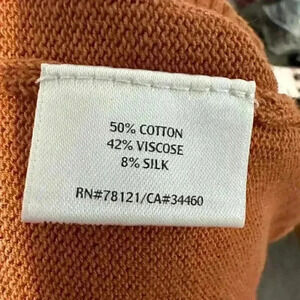 50% COTTON
42% VISCOSE
8% SILK
RN#78121/CA#34460